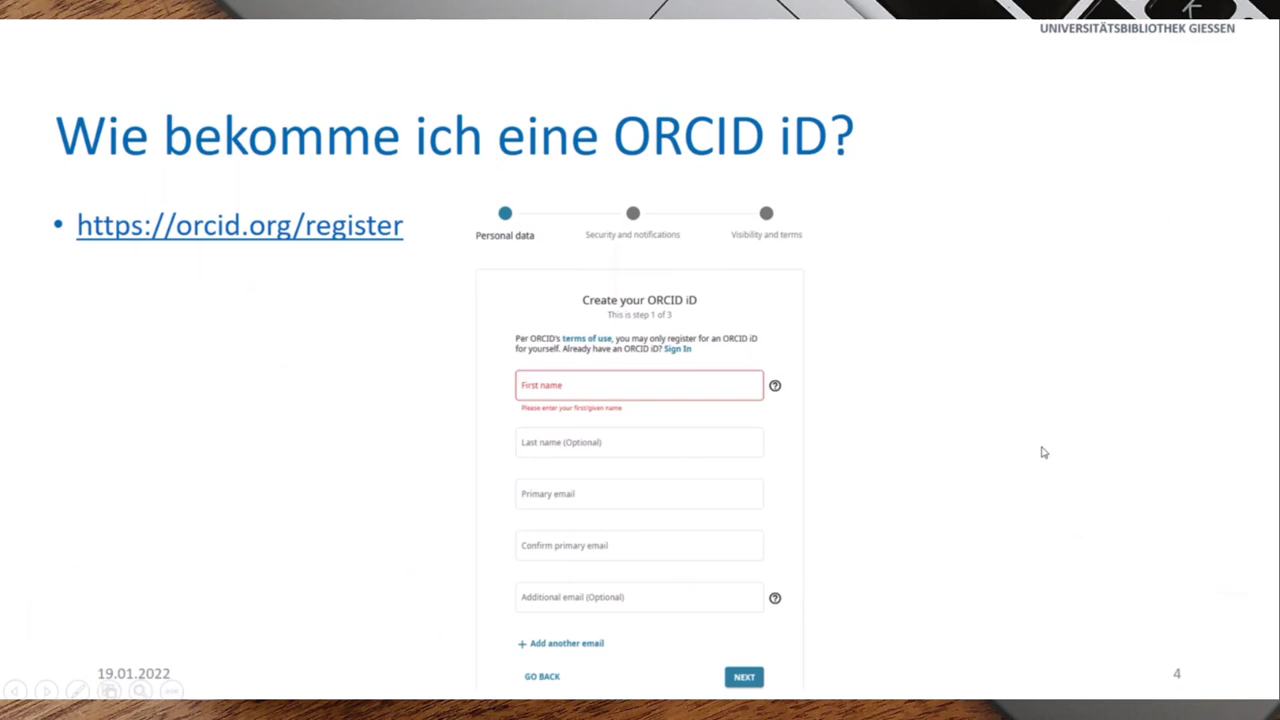 UNIVERSITÄTSBIBLIOTHEK GIESSEN
Wie bekomme ich eine ORCID iD?
• https://orcid.org/register
Personal data
Security and notifications
Visibility and terms
Create your ORCID iD
This is step 1 of 3
Per ORCID's terms of use, you may only register for an ORCID iD
for yourself. Already have an ORCID iD? Sign In
First name
Please enter your first/given name
Last name (Optional)
Primary email
Confirm primary email
Additional email (Optional)
+ Add another email
GO BACK
NEXT
19.01.2022
4